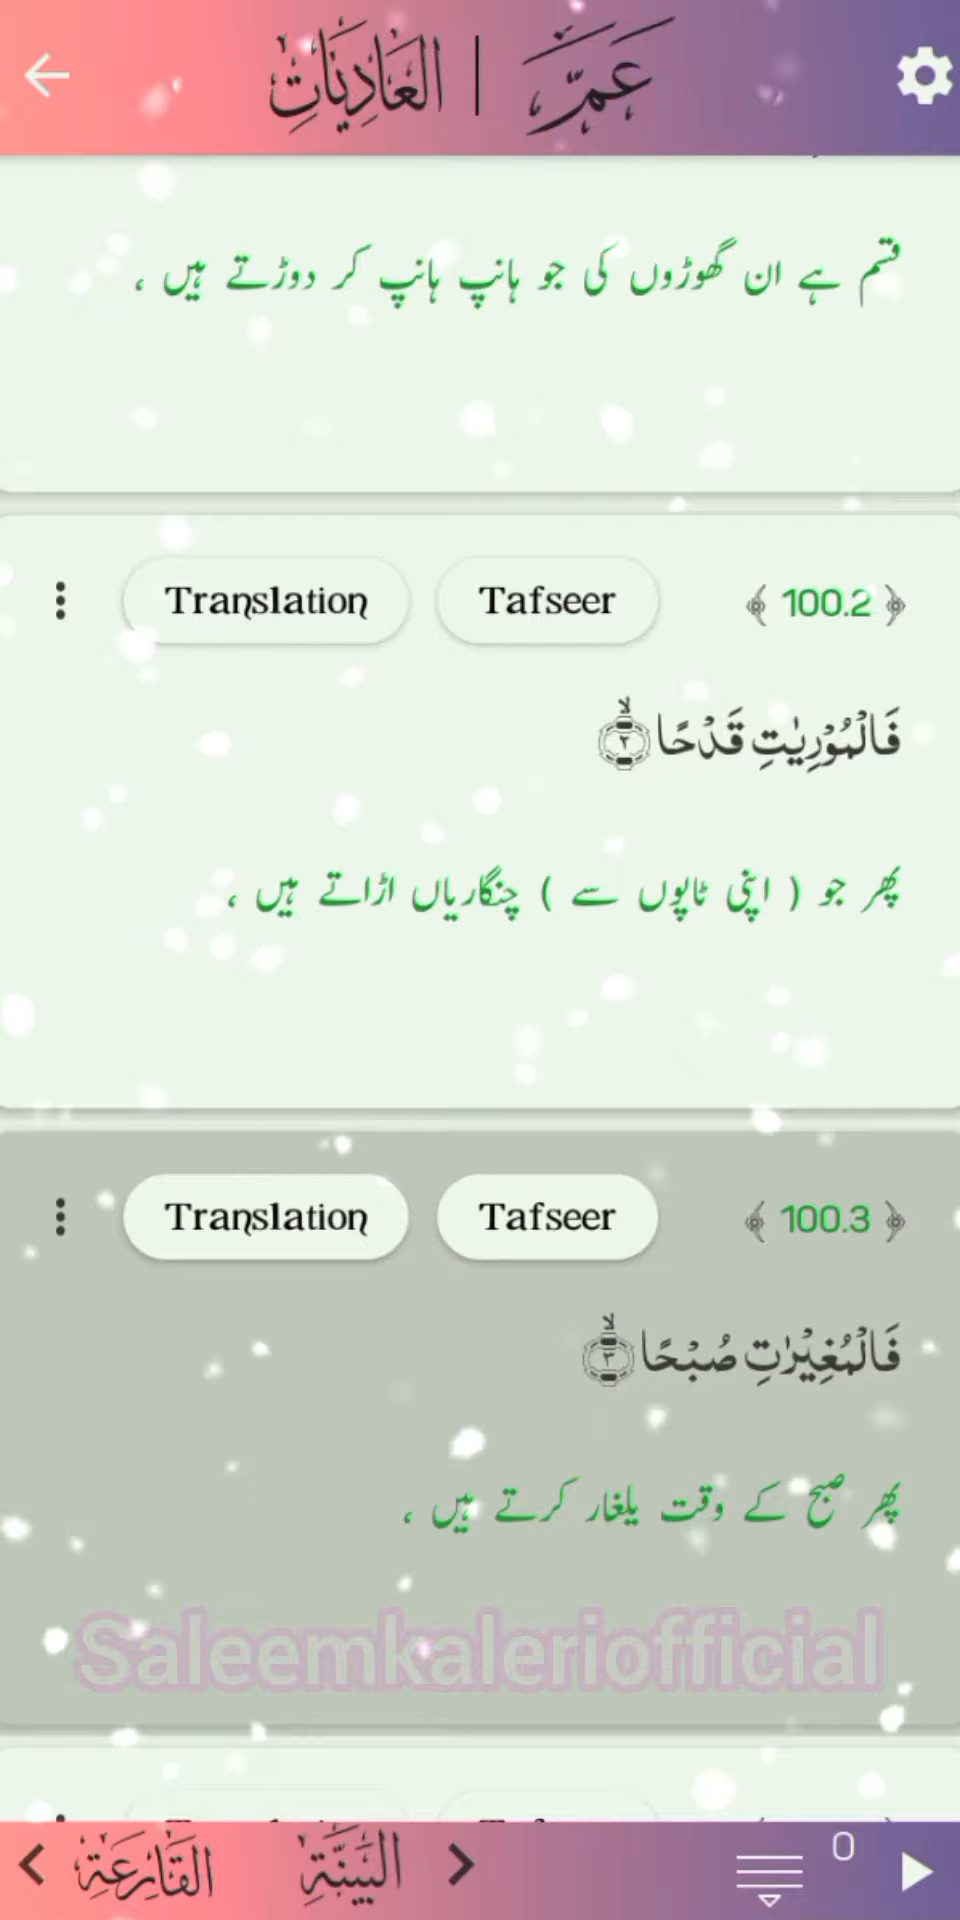 عَمَّ | العَادِيَاتِ
قسم ہے ان گھوڑوں کی جو ہانپ ہانپ کر دوڑتے ہیں ،
Translation Tafseer 100.2
فَالۡمُوۡرِيٰتِ قَدۡحًا ۙ‏ ٢
پھر جو ( اپنی ٹاپوں سے ) چنگاریاں اڑاتے ہیں ،
Translation Tafseer 100.3
فَالۡمُغِيۡرٰتِ صُبۡحًا ۙ‏ ٣
پھر صبح کے وقت یلغار کرتے ہیں ،
Saleemkaleriofficial
القَارِعَةِ البَيِّنَةِ 0